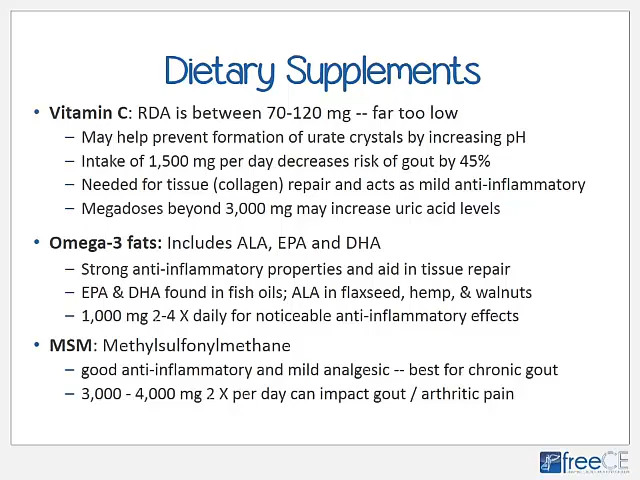 Dietary Supplements
• Vitamin C: RDA is between 70-120 mg -- far too low
– May help prevent formation of urate crystals by increasing pH
– Intake of 1,500 mg per day decreases risk of gout by 45%
– Needed for tissue (collagen) repair and acts as mild anti-inflammatory
– Megadoses beyond 3,000 mg may increase uric acid levels
• Omega-3 fats: Includes ALA, EPA and DHA
– Strong anti-inflammatory properties and aid in tissue repair
– EPA & DHA found in fish oils; ALA in flaxseed, hemp, & walnuts
– 1,000 mg 2-4 X daily for noticeable anti-inflammatory effects
• MSM: Methylsulfonylmethane
– good anti-inflammatory and mild analgesic -- best for chronic gout
– 3,000 - 4,000 mg 2 X per day can impact gout / arthritic pain
freeCE